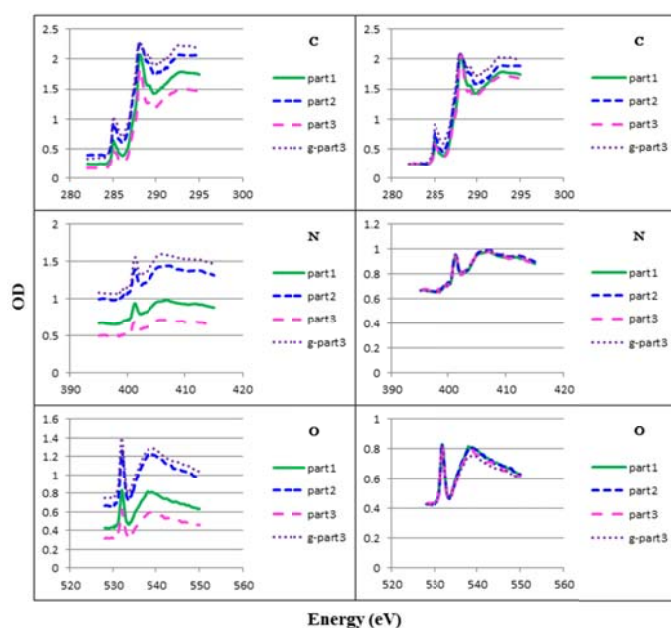 OD
C
2.5
2
1.5
1
0.5
0
280 285 290 295 300
part1
part2
part3
g-part3
C
2.5
2
1.5
1
0.5
0
280 285 290 295 300
part1
part2
part3
g-part3
N
2
1.5
1
0.5
0
390 400 410 420
part1
part2
part3
g-part3
N
1.2
1
0.8
0.6
0.4
0.2
0
390 400 410 420
part1
part2
part3
g-part3
O
1.6
1.4
1.2
1
0.8
0.6
0.4
0.2
0
520 530 540 550 560
part1
part2
part3
g-part3
O
1
0.8
0.6
0.4
0.2
0
520 530 540 550 560
part1
part2
part3
g-part3
Energy (eV)